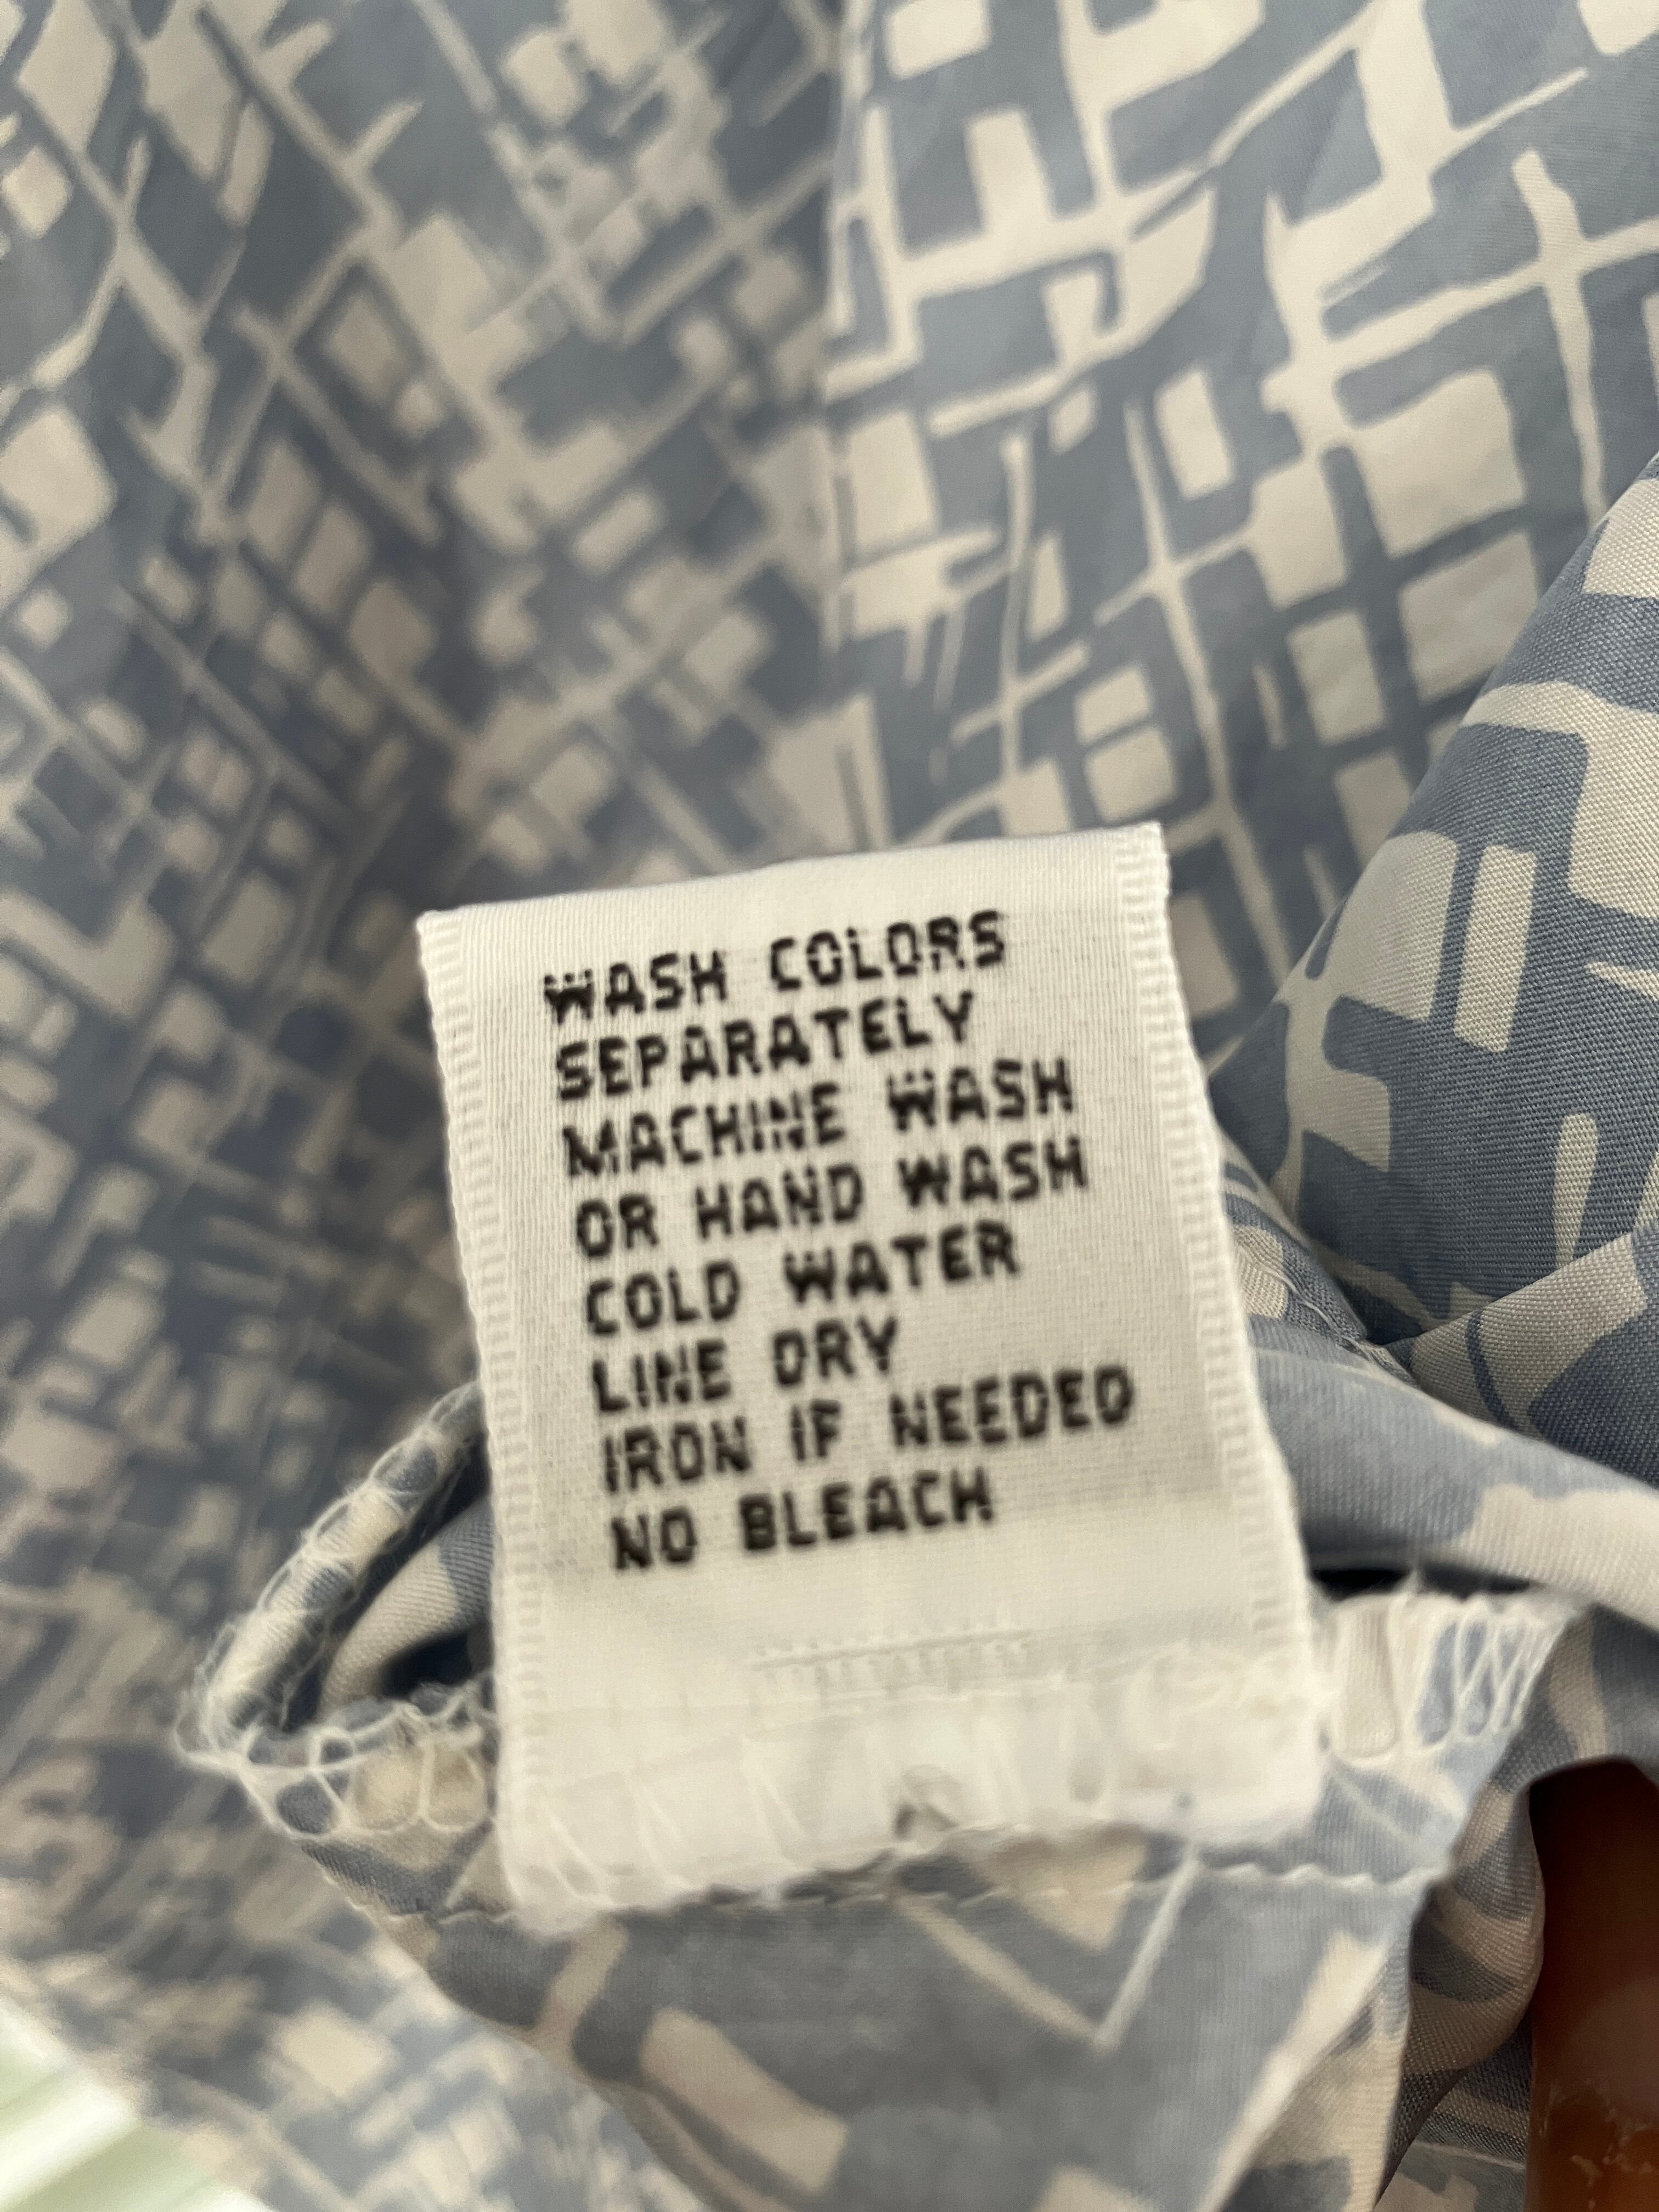 WASH COLORS
SEPARATELY
MACHINE WASH
OR HAND WASH
COLD WATER
LINE DRY
IRON IF NEEDED
NO BLEACH